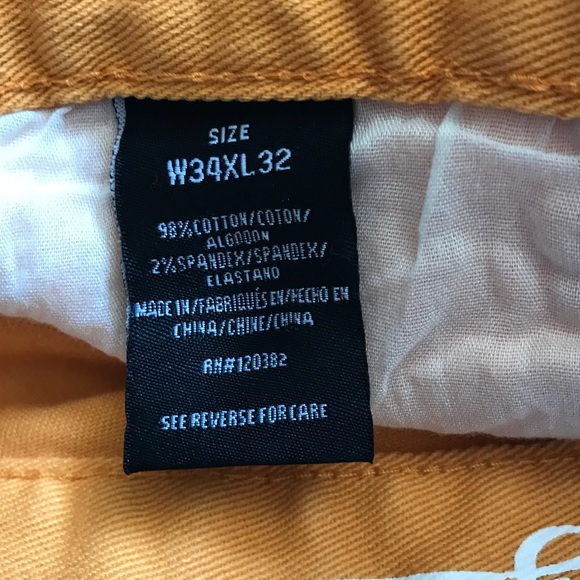 SIZE
W34XL32
98%COTTON/COTON/
ALGODON
2%SPANDEX/SPANDEX/
ELASTANO
MADE IN/FABRIQUÉS EN/HECHO EN
CHINA/CHINE/CHINA
RN#120382
SEE REVERSE FOR CARE